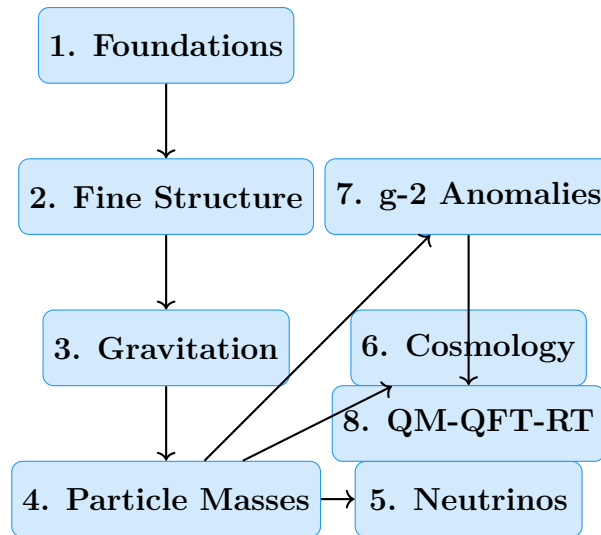 1. Foundations
2. Fine Structure
7. g-2 Anomalies
3. Gravitation
6. Cosmology
8. QM-QFT-RT
4. Particle Masses
5. Neutrinos